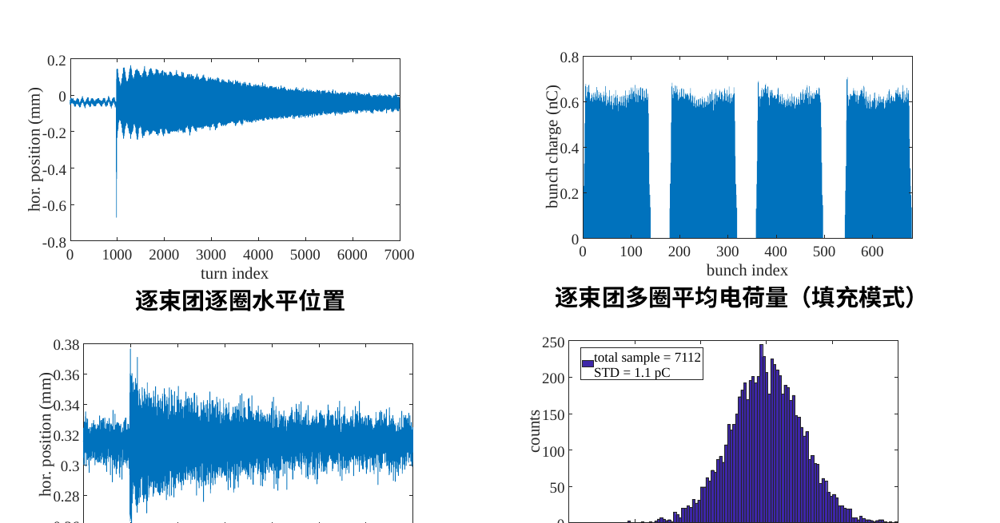 0.2
0
-0.2
-0.4
-0.6
-0.8
hor. position (mm)
0 1000 2000 3000 4000 5000 6000 7000
turn index
逐束团逐圈水平位置
0.8
0.6
0.4
0.2
0
bunch charge (nC)
0 100 200 300 400 500 600
bunch index
逐束团多圈平均电荷量（填充模式）
0.38
0.36
0.34
0.32
0.3
0.28
hor. position (mm)
250
200
150
100
50
0
counts
total sample = 7112
STD = 1.1 pC